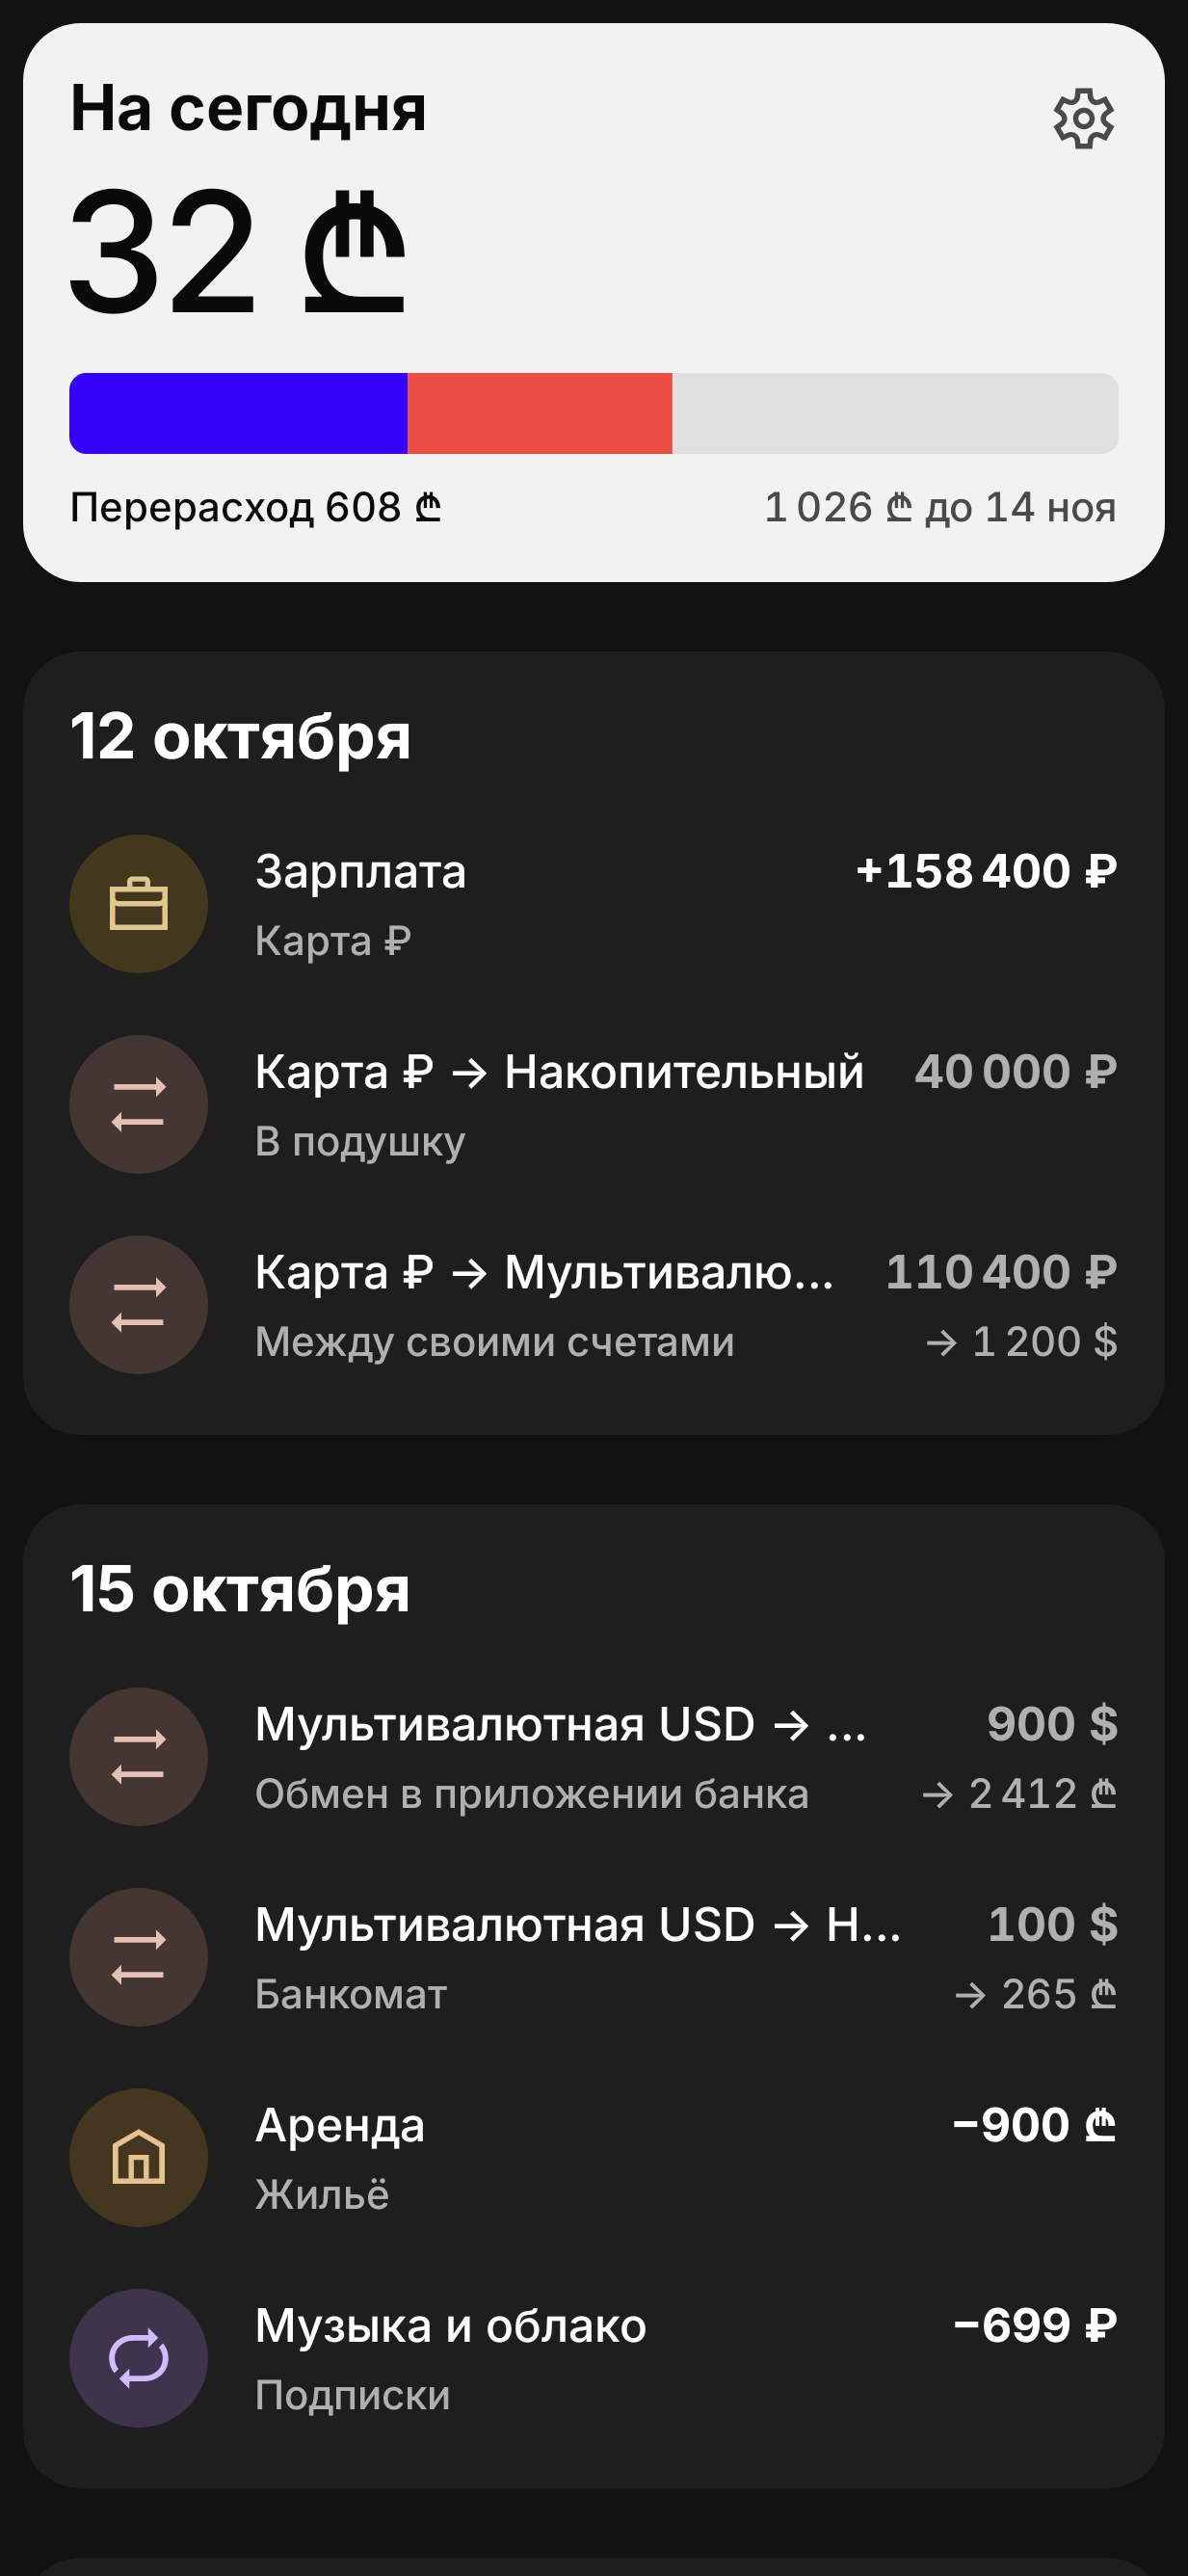 На сегодня
32 ₾
Перерасход 608 ₾
1 026 ₾ до 14 ноя
12 октября
Зарплата
+158 400 ₽
Карта ₽
Карта ₽ → Накопительный
40 000 ₽
В подушку
Карта ₽ → Мультивалю...
110 400 ₽
Между своими счетами
→ 1 200 $
15 октября
Мультивалютная USD → ...
900 $
Обмен в приложении банка
→ 2 412 ₾
Мультивалютная USD → Н...
100 $
Банкомат
→ 265 ₾
Аренда
−900 ₾
Жильё
Музыка и облако
−699 ₽
Подписки